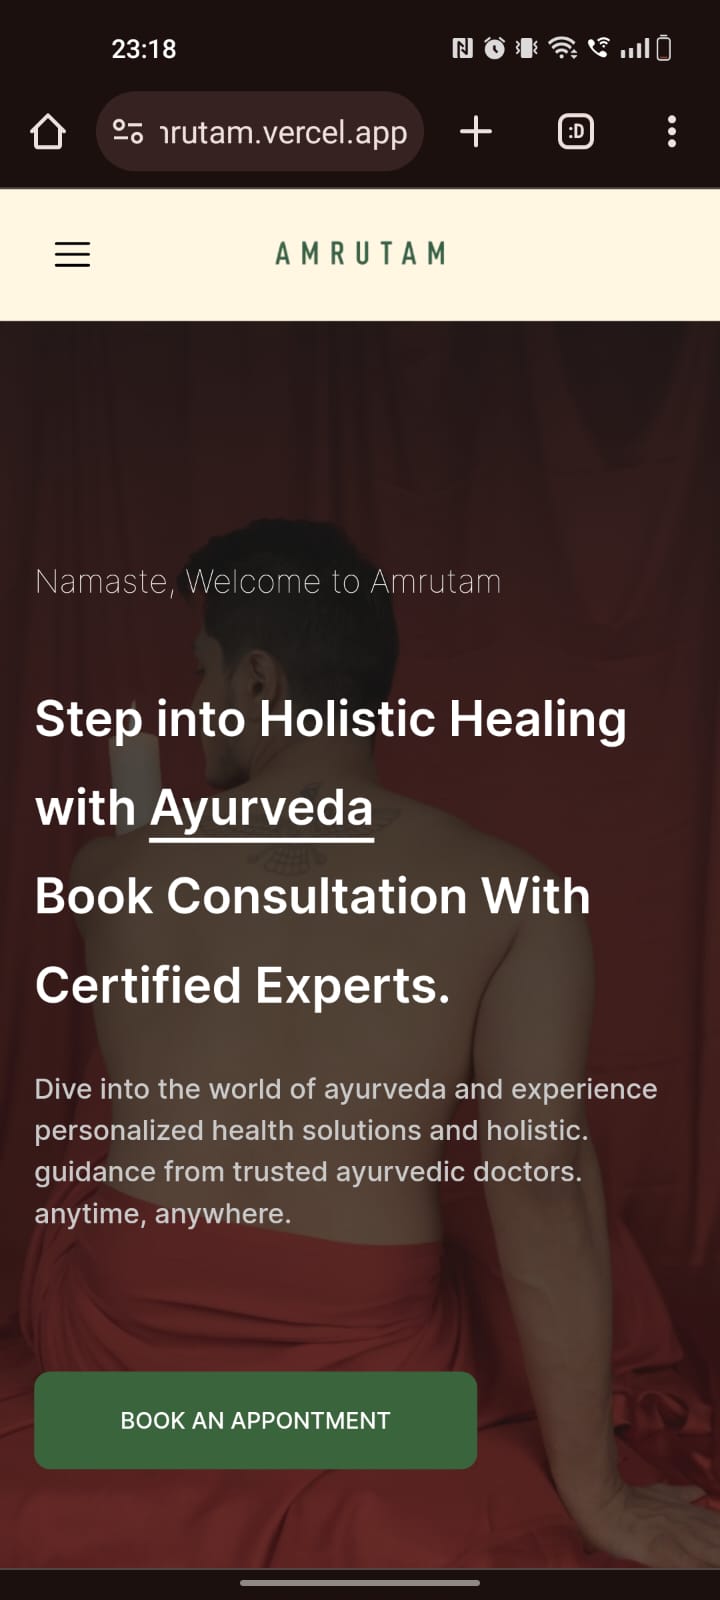 23:18
nrutam.vercel.app
:D
AMRUTAM
Namaste, Welcome to Amrutam
Step into Holistic Healing
with Ayurveda
Book Consultation With
Certified Experts.
Dive into the world of ayurveda and experience
personalized health solutions and holistic.
guidance from trusted ayurvedic doctors.
anytime, anywhere.
BOOK AN APPONTMENT